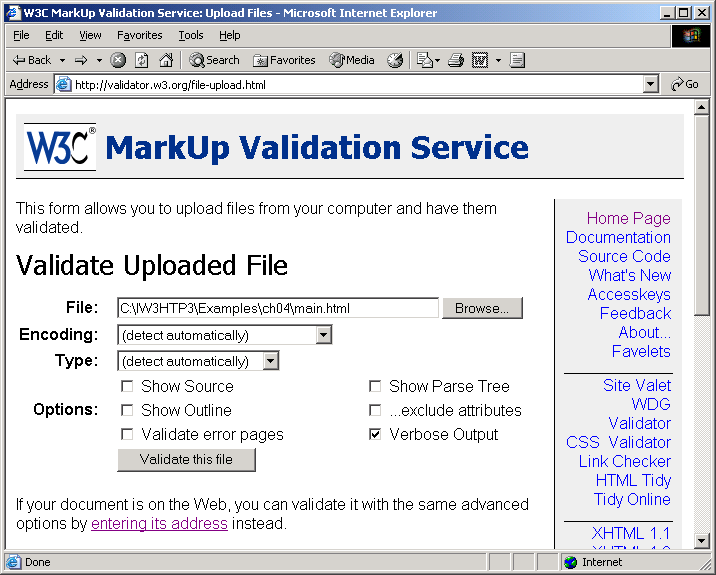 W3C MarkUp Validation Service: Upload Files - Microsoft Internet Explorer
File Edit View Favorites Tools Help
Back Search Favorites Media
Address http://validator.w3.org/file-upload.html Go
W3C® MarkUp Validation Service
This form allows you to upload files from your computer and have them
validated.
Validate Uploaded File
File: C:\IW3HTP3\Examples\ch04\main.html Browse...
Encoding: (detect automatically)
Type: (detect automatically)
Show Source Show Parse Tree
Options: Show Outline ...exclude attributes
Validate error pages Verbose Output
Validate this file
If your document is on the Web, you can validate it with the same advanced
options by entering its address instead.
Home Page
Documentation
Source Code
What's New
Accesskeys
Feedback
About...
Favelets
Site Valet
WDG
Validator
CSS Validator
Link Checker
HTML Tidy
Tidy Online
XHTML 1.1
Done Internet